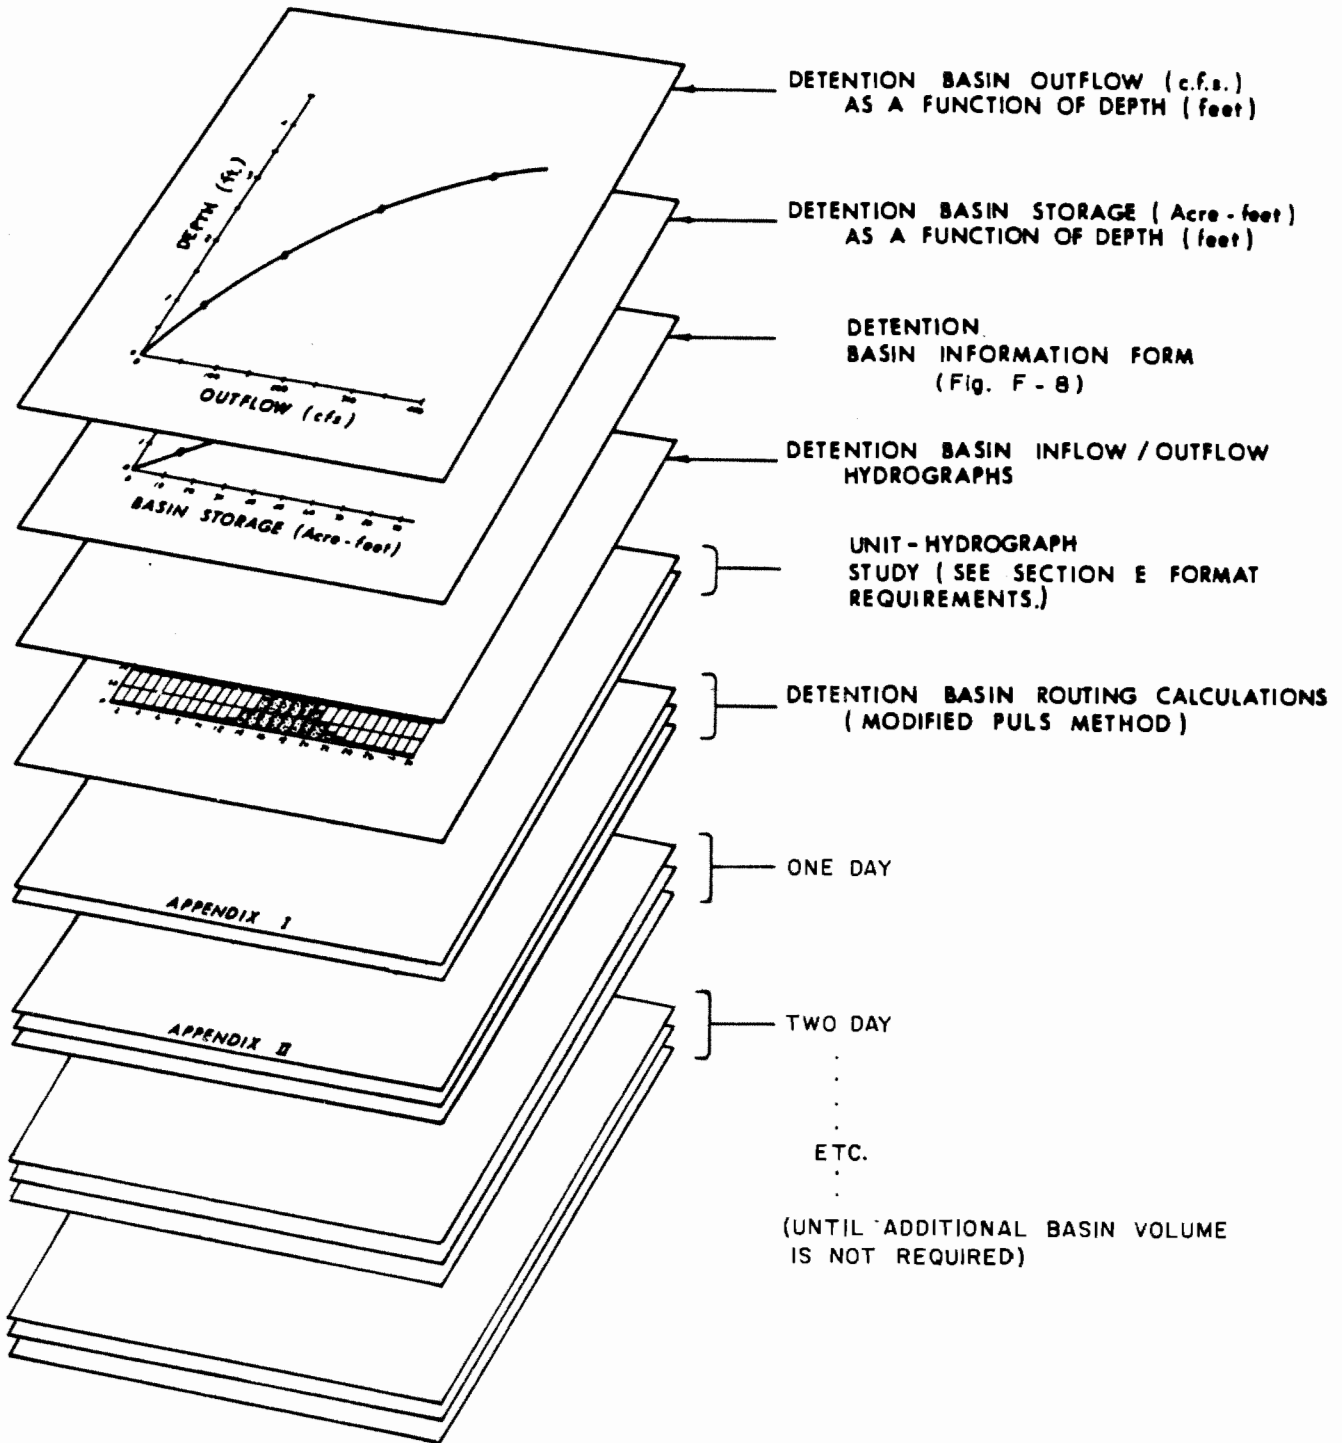 DETENTION BASIN OUTFLOW (c.f.s.)
AS A FUNCTION OF DEPTH (feet)
DETENTION BASIN STORAGE (Acre-feet)
AS A FUNCTION OF DEPTH (feet)
DETENTION
BASIN INFORMATION FORM
(Fig. F-8)
DETENTION BASIN INFLOW / OUTFLOW
HYDROGRAPHS
UNIT-HYDROGRAPH
STUDY (SEE SECTION E FORMAT
REQUIREMENTS.)
DETENTION BASIN ROUTING CALCULATIONS
(MODIFIED PULS METHOD)
ONE DAY
TWO DAY
ETC.
(UNTIL ADDITIONAL BASIN VOLUME
IS NOT REQUIRED)
DEPTH (ft)
OUTFLOW (cfs)
BASIN STORAGE (Acre-feet)
APPENDIX I
APPENDIX II